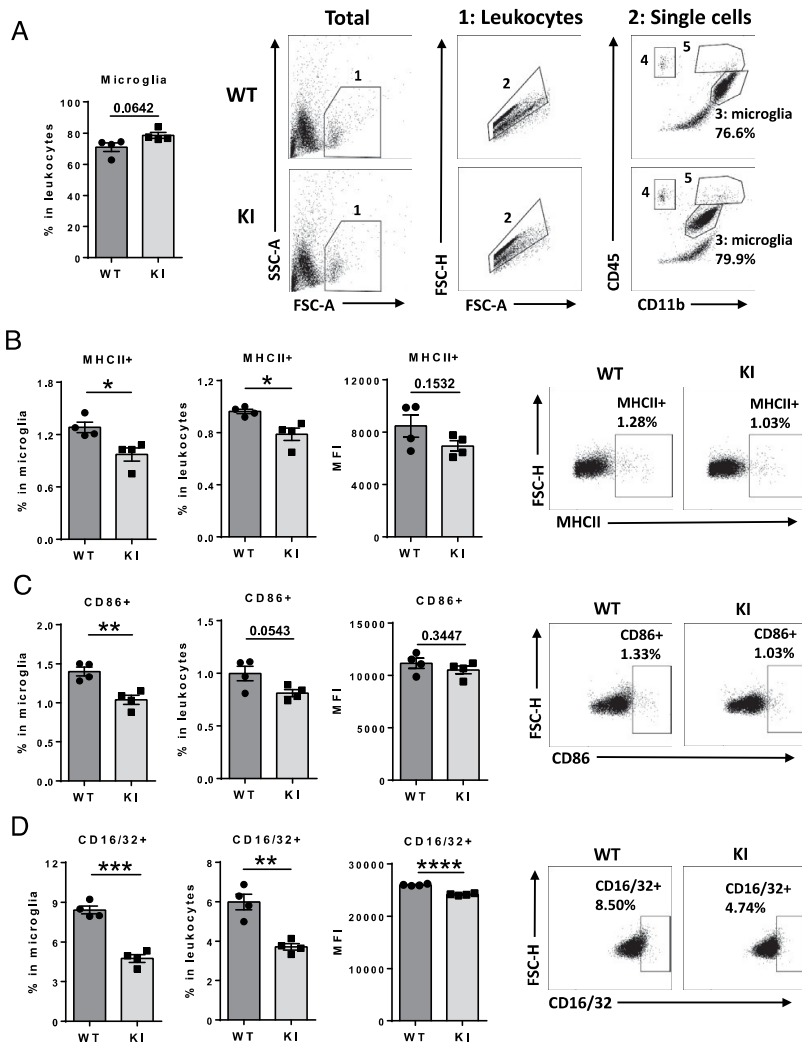 A
Microglia
0.0642
% in leukocytes
100
80
60
40
20
0
WT
KI
Total
1: Leukocytes
2: Single cells
WT
1
2
4
5
3: microglia
76.6%
KI
1
2
4
5
3: microglia
79.9%
SSC-A
FSC-A
FSC-H
FSC-A
CD45
CD11b
B
MHCII+
*
% in microglia
1.8
1.2
0.6
0.0
WT
KI
MHCII+
*
% in leukocytes
1.2
0.8
0.4
0.0
WT
KI
MHCII+
0.1532
MFI
12000
8000
4000
0
WT
KI
WT
KI
MHCII+
1.28%
MHCII+
1.03%
FSC-H
MHCII
C
CD86+
**
% in microglia
2.0
1.5
1.0
0.5
0.0
WT
KI
CD86+
0.0543
% in leukocytes
1.5
1.0
0.5
0.0
WT
KI
CD86+
0.3447
MFI
15000
10000
5000
0
WT
KI
WT
KI
CD86+
1.33%
CD86+
1.03%
FSC-H
CD86
D
CD16/32+
***
% in microglia
12
9
6
3
0
WT
KI
CD16/32+
**
% in leukocytes
8
6
4
2
0
WT
KI
CD16/32+
****
MFI
30000
20000
10000
0
WT
KI
WT
KI
CD16/32+
8.50%
CD16/32+
4.74%
FSC-H
CD16/32